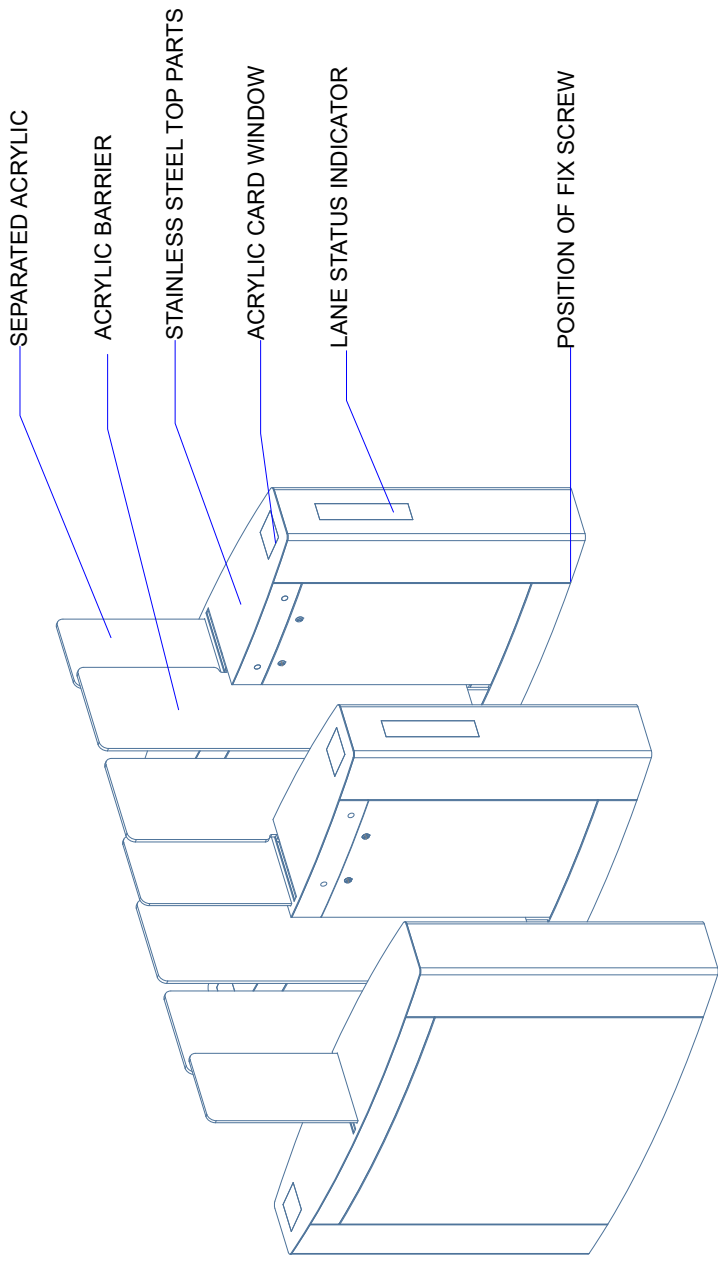 SEPARATED ACRYLIC
ACRYLIC BARRIER
STAINLESS STEEL TOP PARTS
ACRYLIC CARD WINDOW
LANE STATUS INDICATOR
POSITION OF FIX SCREW